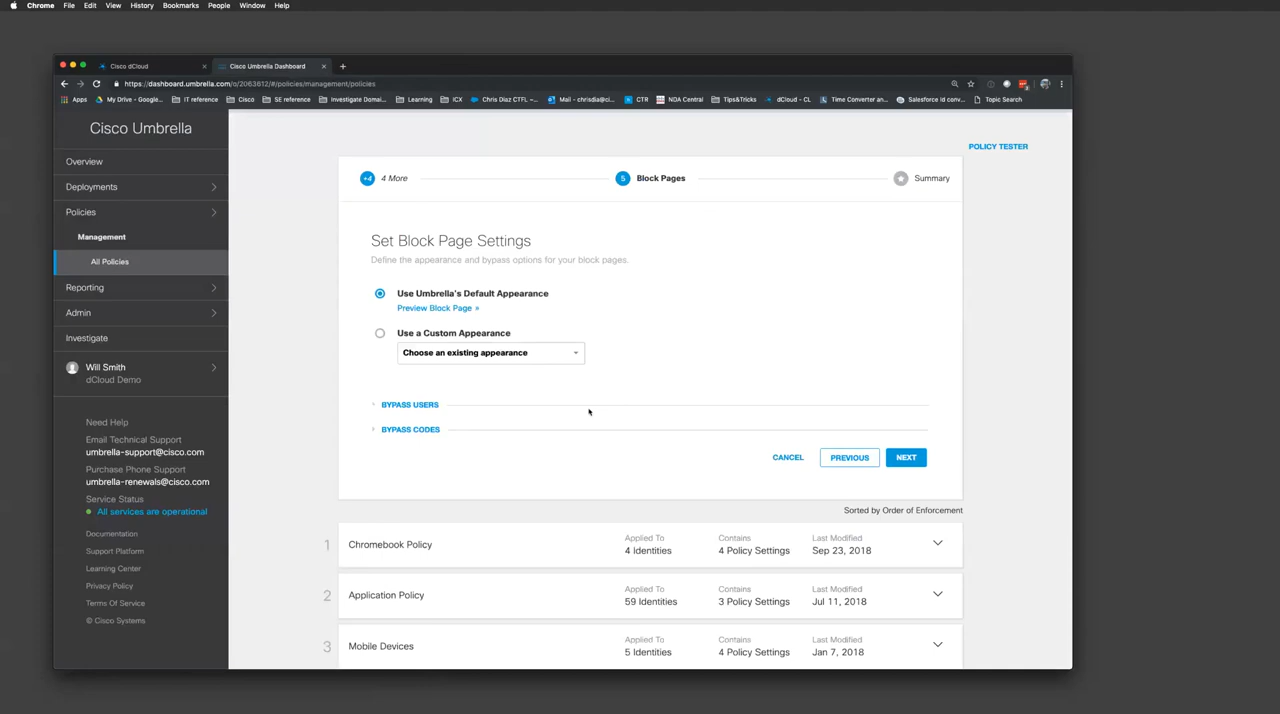 Chrome File Edit View History Bookmarks People Window Help
Cisco dCloud Cisco Umbrella Dashboard
https://dashboard.umbrella.com/o/2063612/#/policies/management/policies
Apps My Drive - Google... IT reference Cisco SE reference Investigate Domai... Learning ICX Chris Diaz CTFL ~... Mail - chrisdia@ci... CTR NDA Central Tips&Tricks dCloud - CL Time Converter an... Salesforce Id conv... Topic Search
Cisco Umbrella
Overview
Deployments
Policies
Management
All Policies
Reporting
Admin
Investigate
Will Smith
dCloud Demo
Need Help
Email Technical Support
umbrella-support@cisco.com
Purchase Phone Support
umbrella-renewals@cisco.com
Service Status
All services are operational
Documentation
Support Platform
Learning Center
Privacy Policy
Terms Of Service
© Cisco Systems
POLICY TESTER
+4 4 More 5 Block Pages Summary
Set Block Page Settings
Define the appearance and bypass options for your block pages.
Use Umbrella's Default Appearance
Preview Block Page »
Use a Custom Appearance
Choose an existing appearance
BYPASS USERS
BYPASS CODES
CANCEL PREVIOUS NEXT
Sorted by Order of Enforcement
1 Chromebook Policy Applied To Contains Last Modified
4 Identities 4 Policy Settings Sep 23, 2018
2 Application Policy Applied To Contains Last Modified
59 Identities 3 Policy Settings Jul 11, 2018
3 Mobile Devices Applied To Contains Last Modified
5 Identities 4 Policy Settings Jan 7, 2018